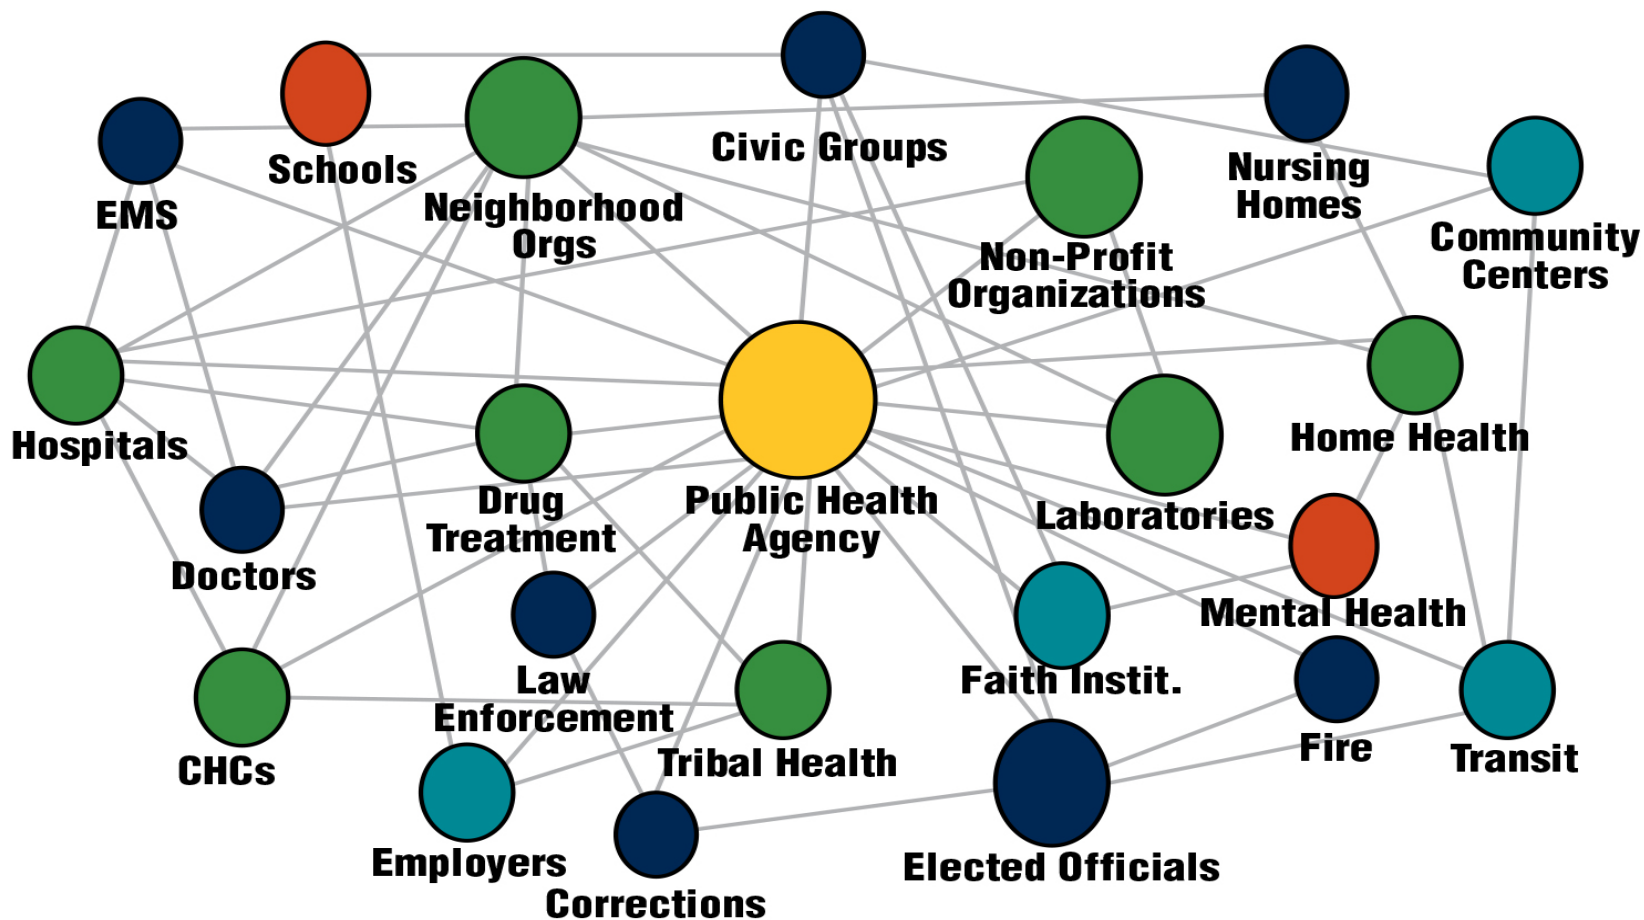 Schools
EMS
Neighborhood
Orgs
Civic Groups
Nursing
Homes
Non-Profit
Organizations
Community
Centers
Hospitals
Home Health
Drug
Treatment
Public Health
Agency
Laboratories
Doctors
Mental Health
Law
Enforcement
Faith Instit.
CHCs
Tribal Health
Fire
Transit
Employers
Elected Officials
Corrections